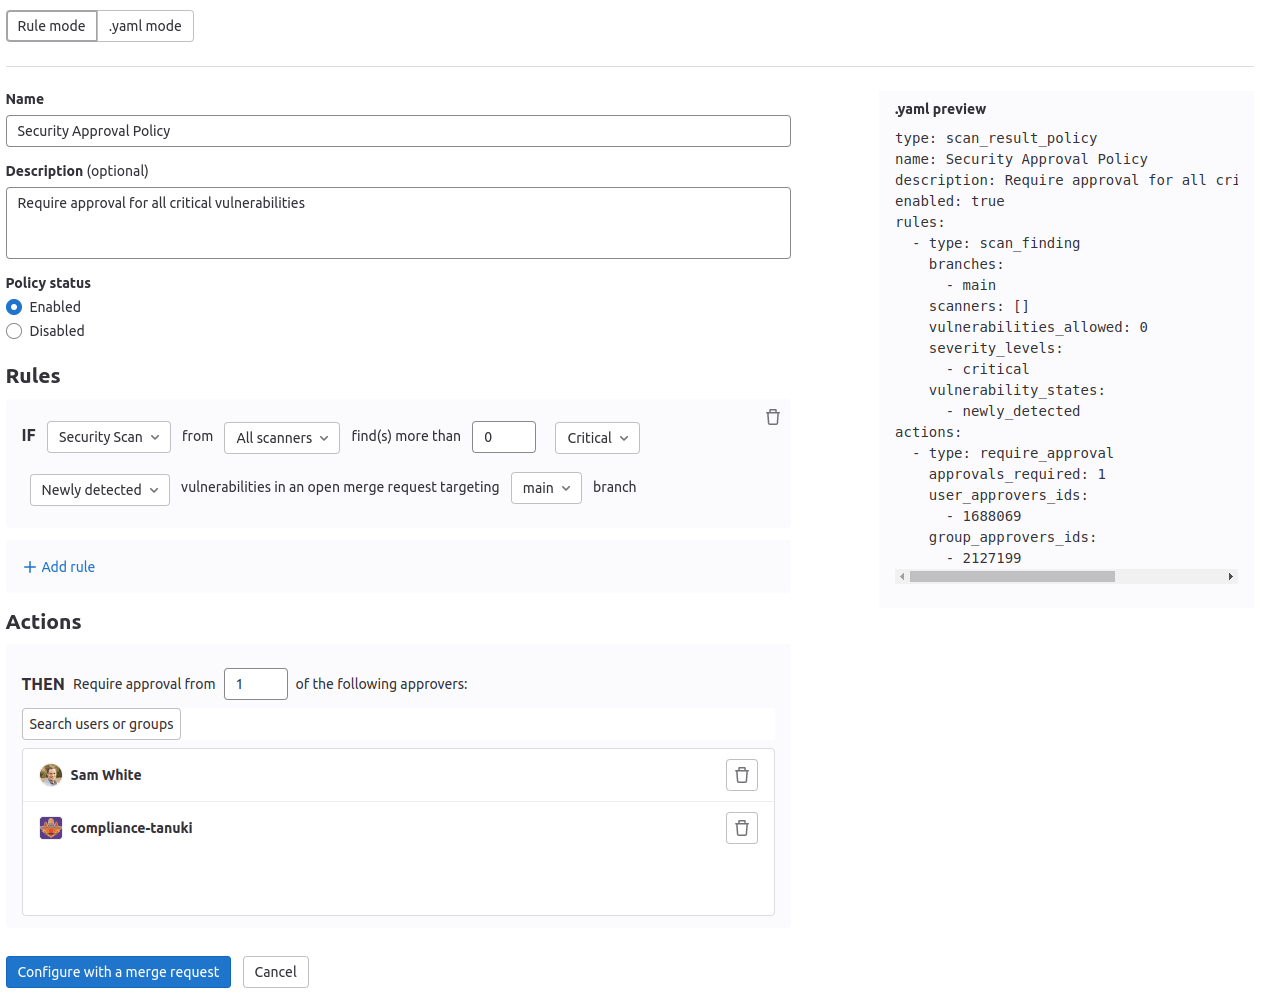 Rule mode
.yaml mode
Name
Security Approval Policy
Description (optional)
Require approval for all critical vulnerabilities
Policy status
Enabled
Disabled
Rules
IF Security Scan from All scanners find(s) more than 0 Critical
Newly detected vulnerabilities in an open merge request targeting main branch
Add rule
Actions
THEN Require approval from 1 of the following approvers:
Search users or groups
Sam White
compliance-tanuki
Configure with a merge request
Cancel
.yaml preview
type: scan_result_policy
name: Security Approval Policy
description: Require approval for all cri
enabled: true
rules:
  - type: scan_finding
    branches:
      - main
    scanners: []
    vulnerabilities_allowed: 0
    severity_levels:
      - critical
    vulnerability_states:
      - newly_detected
actions:
  - type: require_approval
    approvals_required: 1
    user_approvers_ids:
      - 1688069
    group_approvers_ids:
      - 2127199